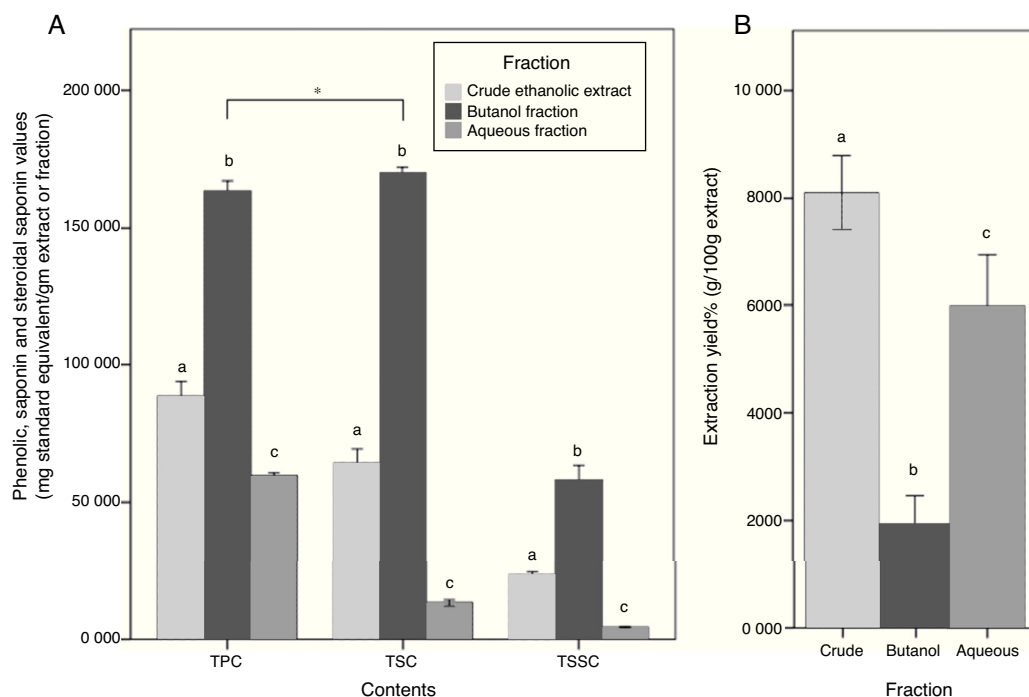 A
Phenolic, saponin and steroidal saponin values
(mg standard equivalent/gm extract or fraction)
200 000
150 000
100 000
50 000
0 000
Fraction
Crude ethanolic extract
Butanol fraction
Aqueous fraction
*
a
b
c
a
b
c
a
b
c
TPC
TSC
TSSC
Contents
B
Extraction yield% (g/100g extract)
10 000
8000
6000
4000
2000
0 000
a
b
c
Crude
Butanol
Aqueous
Fraction